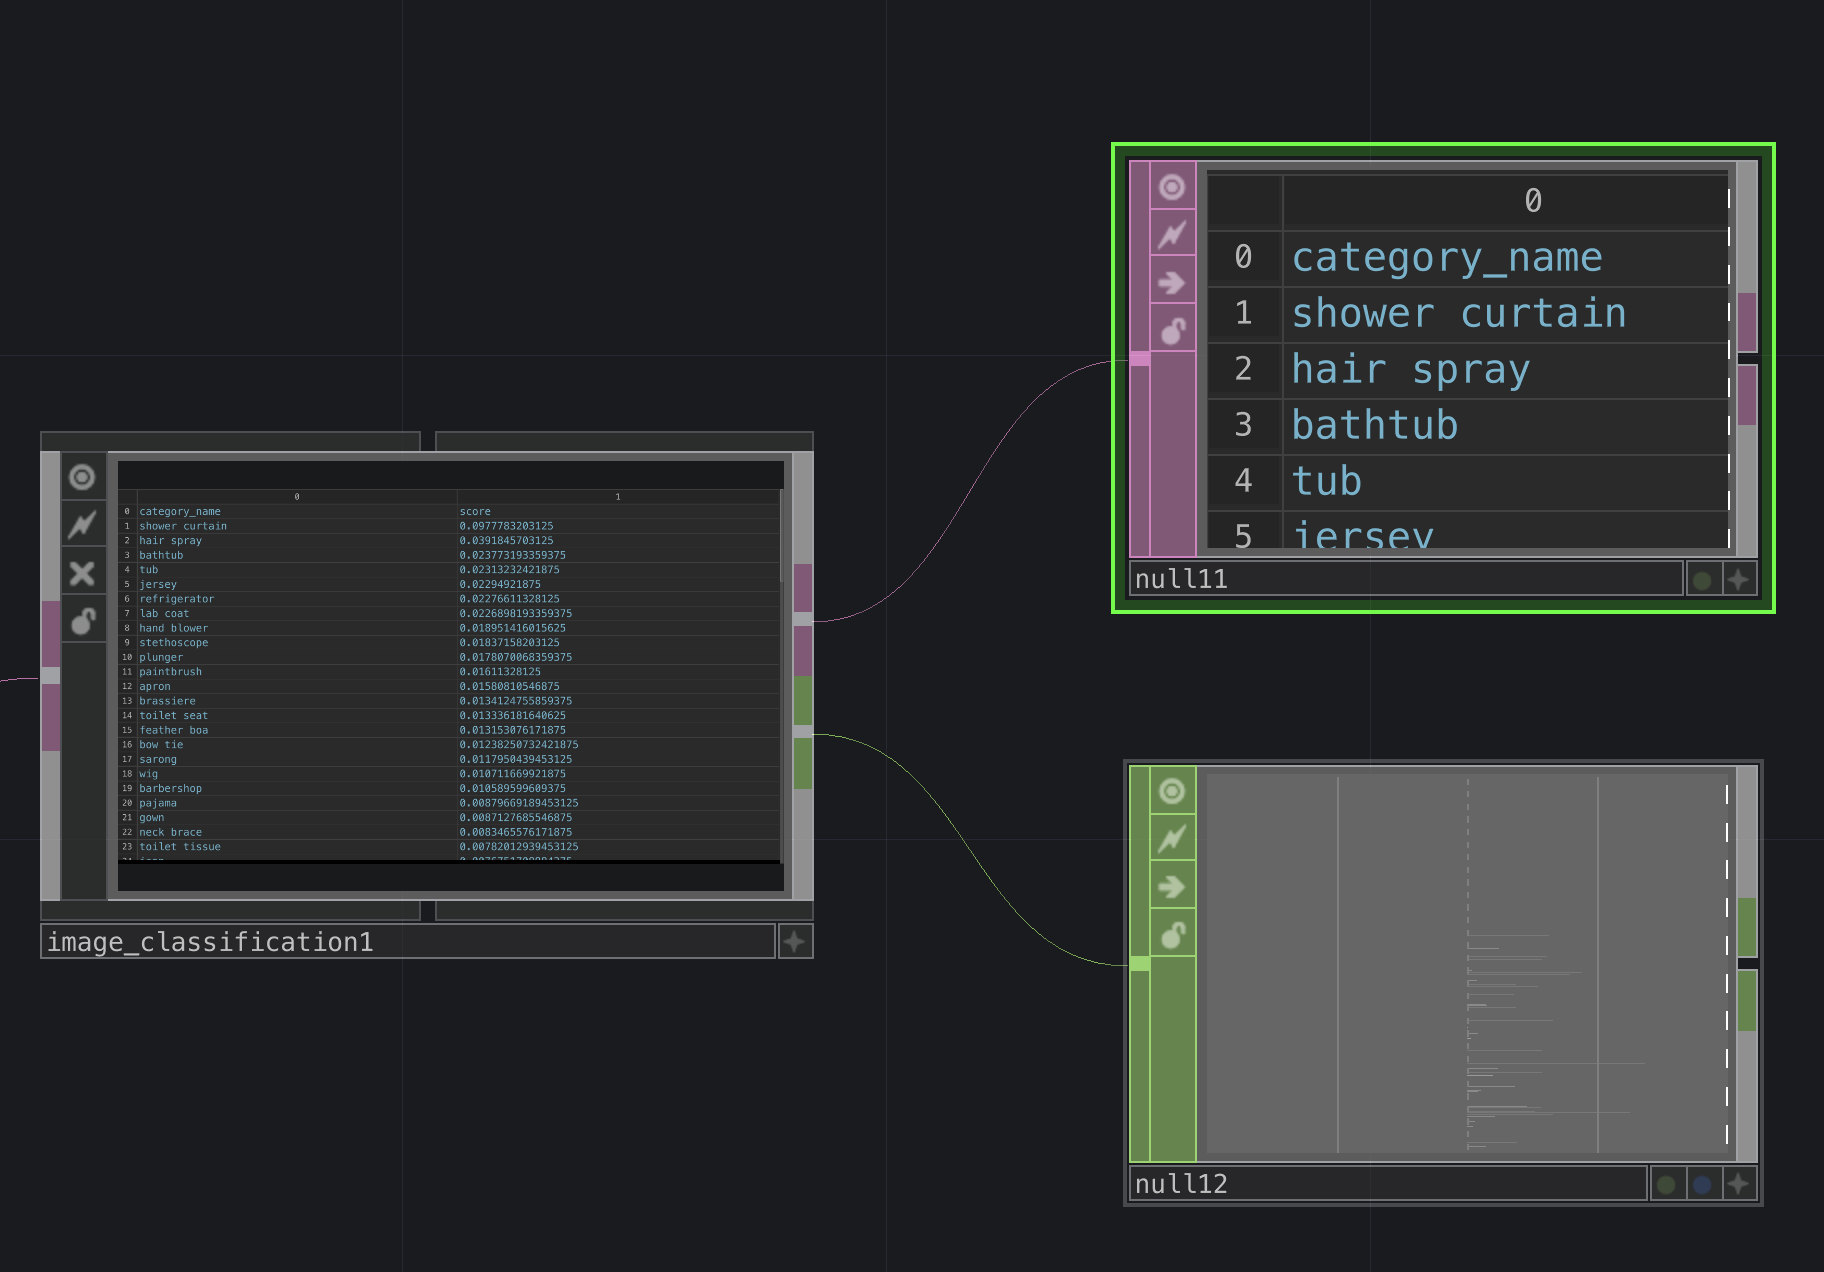 0 1
0 category_name score
1 shower curtain 0.0977783203125
2 hair spray 0.0391845703125
3 bathtub 0.023773193359375
4 tub 0.02313232421875
5 jersey 0.02294921875
6 refrigerator 0.02276611328125
7 lab coat 0.0226898193359375
8 hand blower 0.018951416015625
9 stethoscope 0.01837158203125
10 plunger 0.0178070068359375
11 paintbrush 0.01611328125
12 apron 0.01580810546875
13 brassiere 0.0134124755859375
14 toilet seat 0.013336181640625
15 feather boa 0.013153076171875
16 bow tie 0.01238250732421875
17 sarong 0.0117950439453125
18 wig 0.010711669921875
19 barbershop 0.010589599609375
20 pajama 0.00879669189453125
21 gown 0.0087127685546875
22 neck brace 0.0083465576171875
23 toilet tissue 0.00782012939453125
image_classification1
0
0 category_name
1 shower curtain
2 hair spray
3 bathtub
4 tub
5 jersey
null11
null12